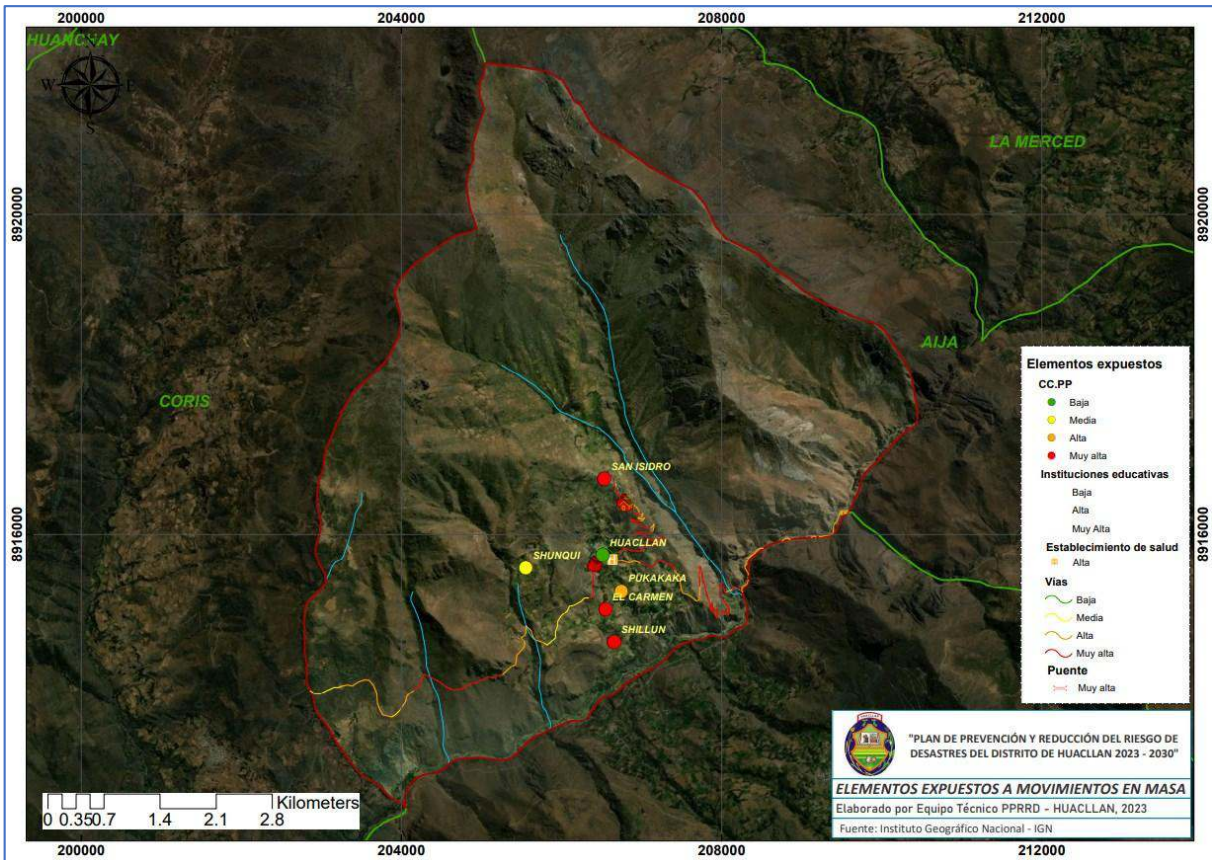 200000
204000
208000
212000
HUANCHAY
N
W
E
S
LA MERCED
8920000
8920000
AIJA
CORIS
Elementos expuestos
CC.PP
Baja
Media
Alta
Muy alta
Instituciones educativas
Baja
Alta
Muy Alta
Establecimiento de salud
Alta
Vías
Baja
Media
Alta
Muy alta
Puente
Muy alta
SAN ISIDRO
8916000
8916000
HUACLLAN
SHUNQUI
PUKAKAKA
EL CARMEN
SHILLUN
"PLAN DE PREVENCIÓN Y REDUCCIÓN DEL RIESGO DE
DESASTRES DEL DISTRITO DE HUACLLAN 2023 - 2030"
ELEMENTOS EXPUESTOS A MOVIMIENTOS EN MASA
Elaborado por Equipo Técnico PPRRD - HUACLLAN, 2023
Fuente: Instituto Geográfico Nacional - IGN
Kilometers
0 0.35 0.7 1.4 2.1 2.8
200000
204000
208000
212000